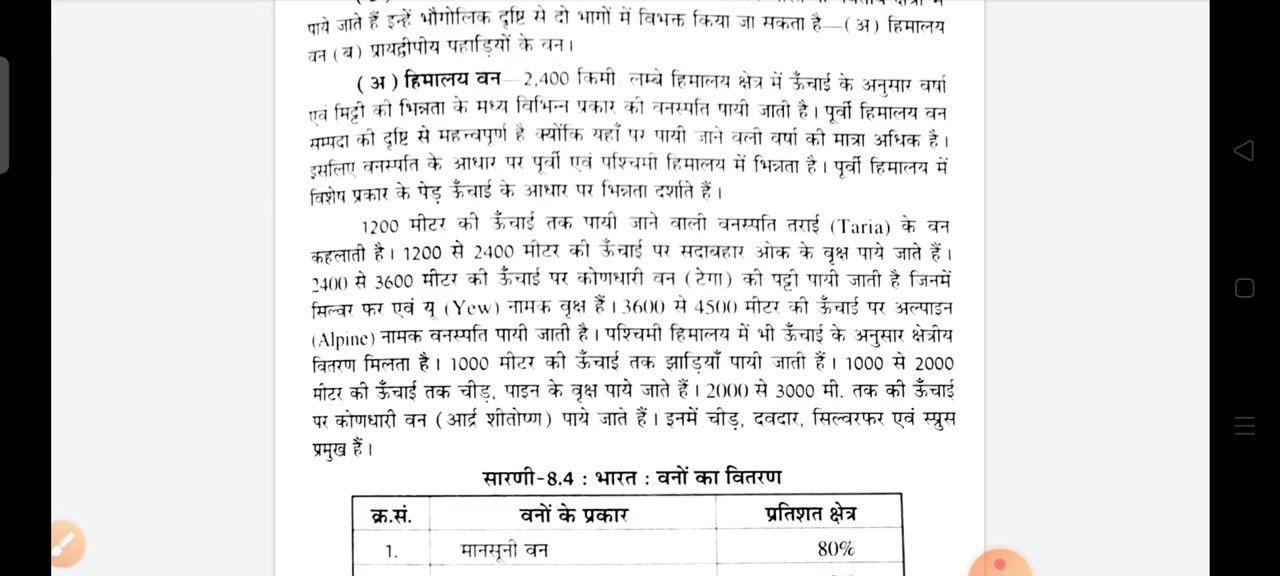 पाये जाते हैं इन्हें भौगोलिक दृष्टि से दो भागों में विभक्त किया जा सकता है—(अ) हिमालय
वन (ब) प्रायद्वीपीय पहाड़ियों के वन।
(अ) हिमालय वन—2,400 किमी. लम्बे हिमालय क्षेत्र में ऊँचाई के अनुसार वर्षा
एवं मिट्टी की भिन्नता के मध्य विभिन्न प्रकार की वनस्पति पायी जाती है। पूर्वी हिमालय वन
सम्पदा की दृष्टि से महत्त्वपूर्ण है क्योंकि यहाँ पर पायी जाने वली वर्षा की मात्रा अधिक है।
इसलिए वनस्पति के आधार पर पूर्वी एवं पश्चिमी हिमालय में भिन्नता है। पूर्वी हिमालय में
विशेष प्रकार के पेड़ ऊँचाई के आधार पर भिन्नता दर्शाते हैं।
1200 मीटर की ऊँचाई तक पायी जाने वाली वनस्पति तराई (Taria) के वन
कहलाती है। 1200 से 2400 मीटर की ऊँचाई पर सदाबहार ओक के वृक्ष पाये जाते हैं।
2400 से 3600 मीटर की ऊँचाई पर कोणधारी वन (टेगा) की पट्टी पायी जाती है जिनमें
सिल्वर फर एवं यू (Yew) नामक वृक्ष हैं। 3600 से 4500 मीटर की ऊँचाई पर अल्पाइन
(Alpine) नामक वनस्पति पायी जाती है। पश्चिमी हिमालय में भी ऊँचाई के अनुसार क्षेत्रीय
वितरण मिलता है। 1000 मीटर की ऊँचाई तक झाड़ियाँ पायी जाती हैं। 1000 से 2000
मीटर की ऊँचाई तक चीड़, पाइन के वृक्ष पाये जाते हैं। 2000 से 3000 मी. तक की ऊँचाई
पर कोणधारी वन (आर्द्र शीतोष्ण) पाये जाते हैं। इनमें चीड़, दवदार, सिल्वरफर एवं स्प्रुस
प्रमुख हैं।
सारणी-8.4 : भारत : वनों का वितरण
क्र.सं. वनों के प्रकार प्रतिशत क्षेत्र
1. मानसूनी वन 80%